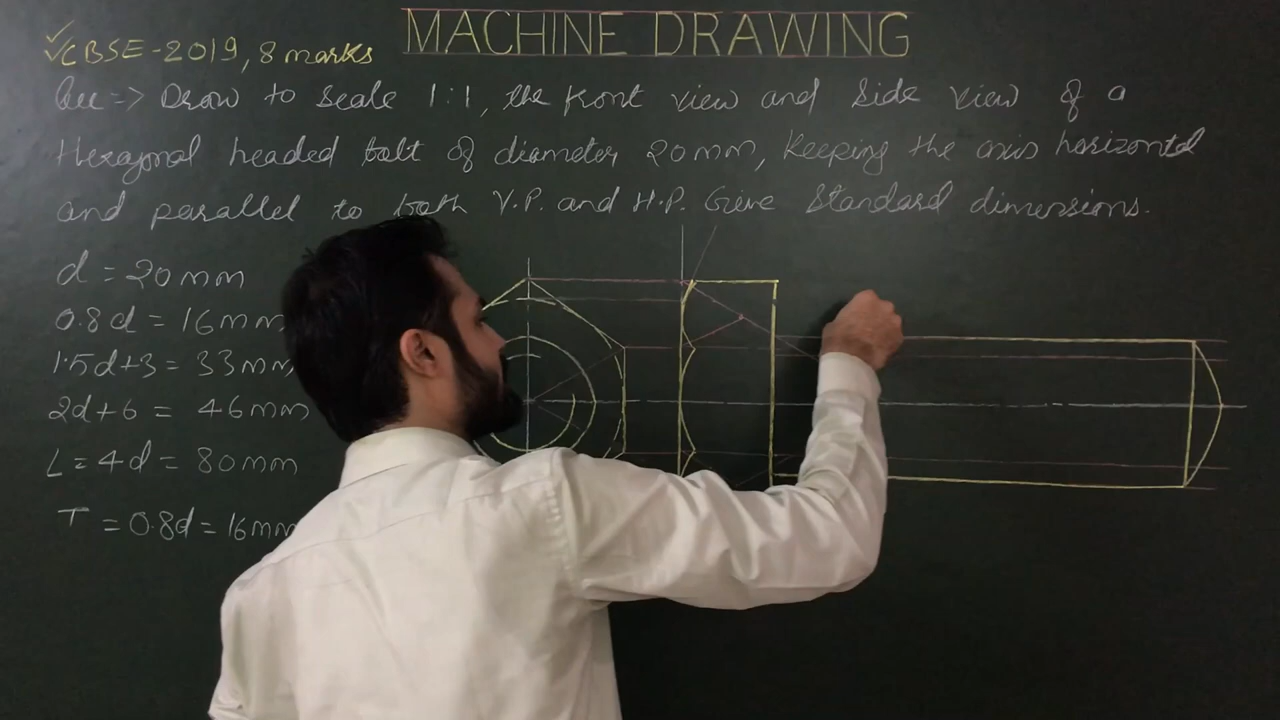 MACHINE DRAWING
CBSE-2019, 8 marks
Que=> Draw to Scale 1:1, the front view and Side view of a
Hexagonal headed bolt of diameter 20mm, Keeping the axis horizontal
and parallel to both V.P. and H.P. Give Standard dimensions.
d = 20mm
0.8d = 16mm
1.5d+3 = 33mm
2d+6 = 46mm
L = 4d = 80mm
T = 0.8d = 16mm